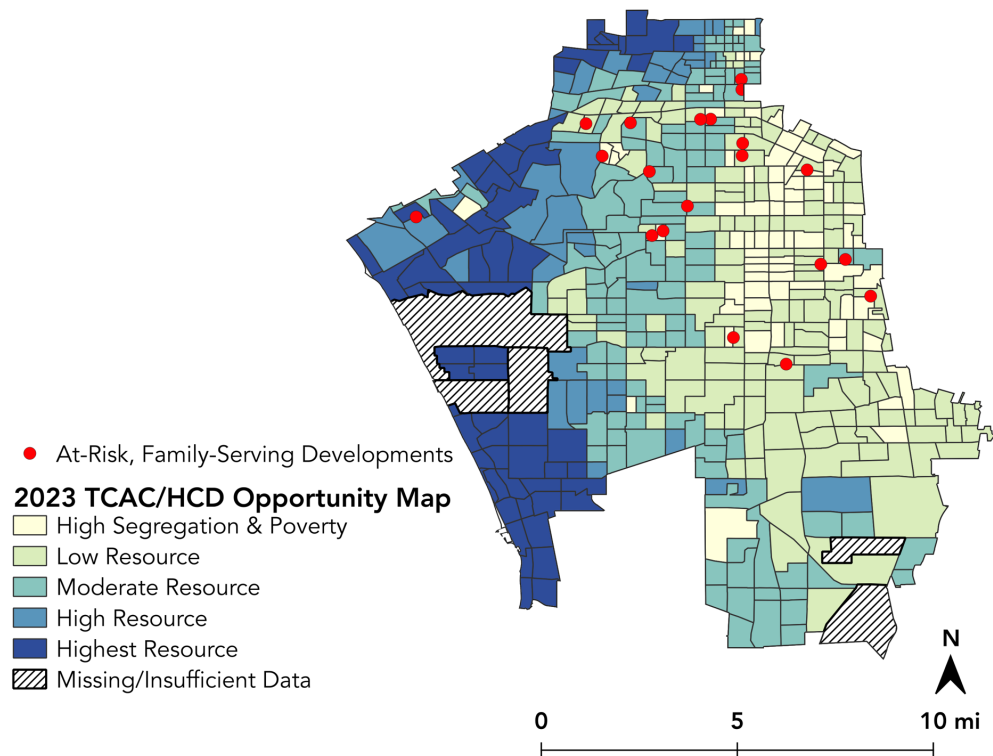 At-Risk, Family-Serving Developments
2023 TCAC/HCD Opportunity Map
High Segregation & Poverty
Low Resource
Moderate Resource
High Resource
Highest Resource
Missing/Insufficient Data
N
0 5 10 mi